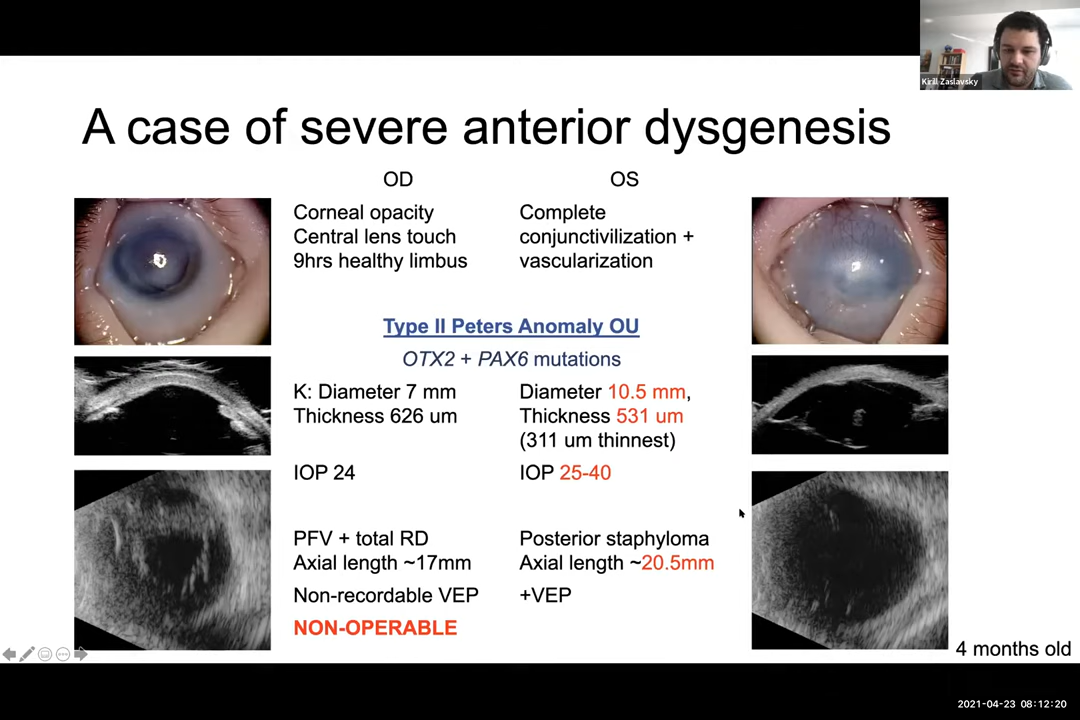 Kirill Zaslavsky
A case of severe anterior dysgenesis
OD
OS
Corneal opacity
Central lens touch
9hrs healthy limbus
Complete
conjunctivilization +
vascularization
Type II Peters Anomaly OU
OTX2 + PAX6 mutations
K: Diameter 7 mm
Thickness 626 um
Diameter 10.5 mm,
Thickness 531 um
(311 um thinnest)
IOP 24
IOP 25-40
PFV + total RD
Axial length ~17mm
Posterior staphyloma
Axial length ~20.5mm
Non-recordable VEP
+VEP
NON-OPERABLE
4 months old
2021-04-23 08:12:20